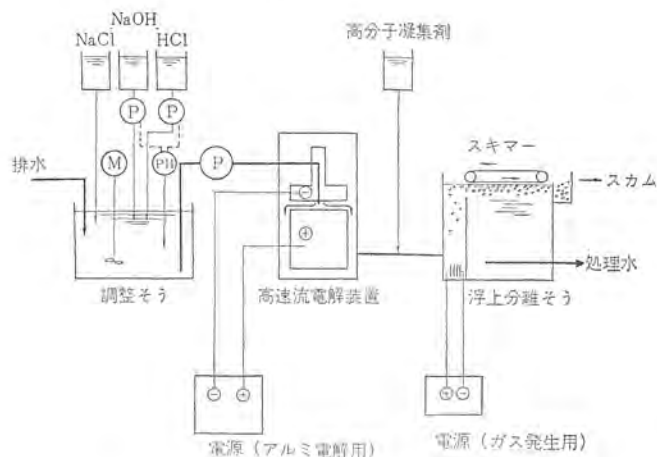 NaOH
NaCl HCl
高分子凝集剤
P P
スキマー
排水
M PH P
スカム
⊖
⊕
処理水
調整そう 高速流電解装置 浮上分離そう
⊖ ⊕ ⊕ ⊖
電源(アルミ電解用) 電源(ガス発生用)